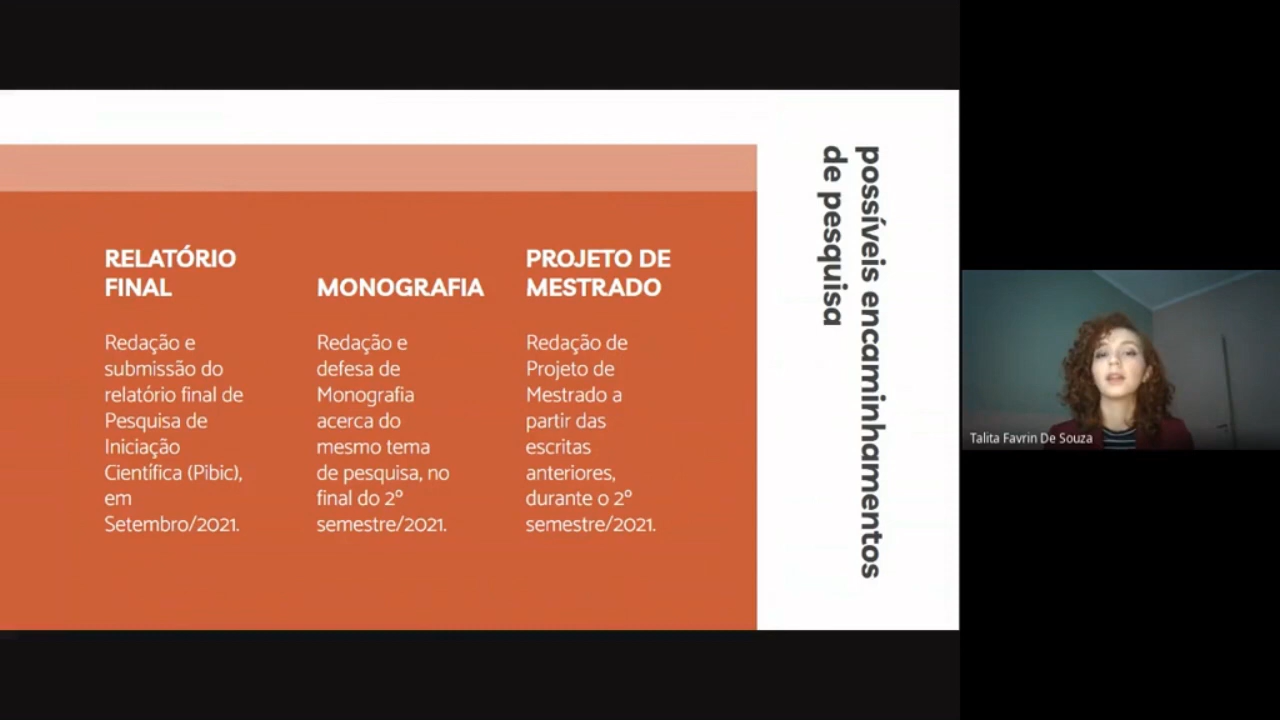 RELATÓRIO
FINAL
Redação e
submissão do
relatório final de
Pesquisa de
Iniciação
Científica (Pibic),
em
Setembro/2021.
MONOGRAFIA
Redação e
defesa de
Monografia
acerca do
mesmo tema
de pesquisa, no
final do 2º
semestre/2021.
PROJETO DE
MESTRADO
Redação de
Projeto de
Mestrado a
partir das
escritas
anteriores,
durante o 2º
semestre/2021.
possíveis encaminhamentos
de pesquisa
Talita Favrin De Souza